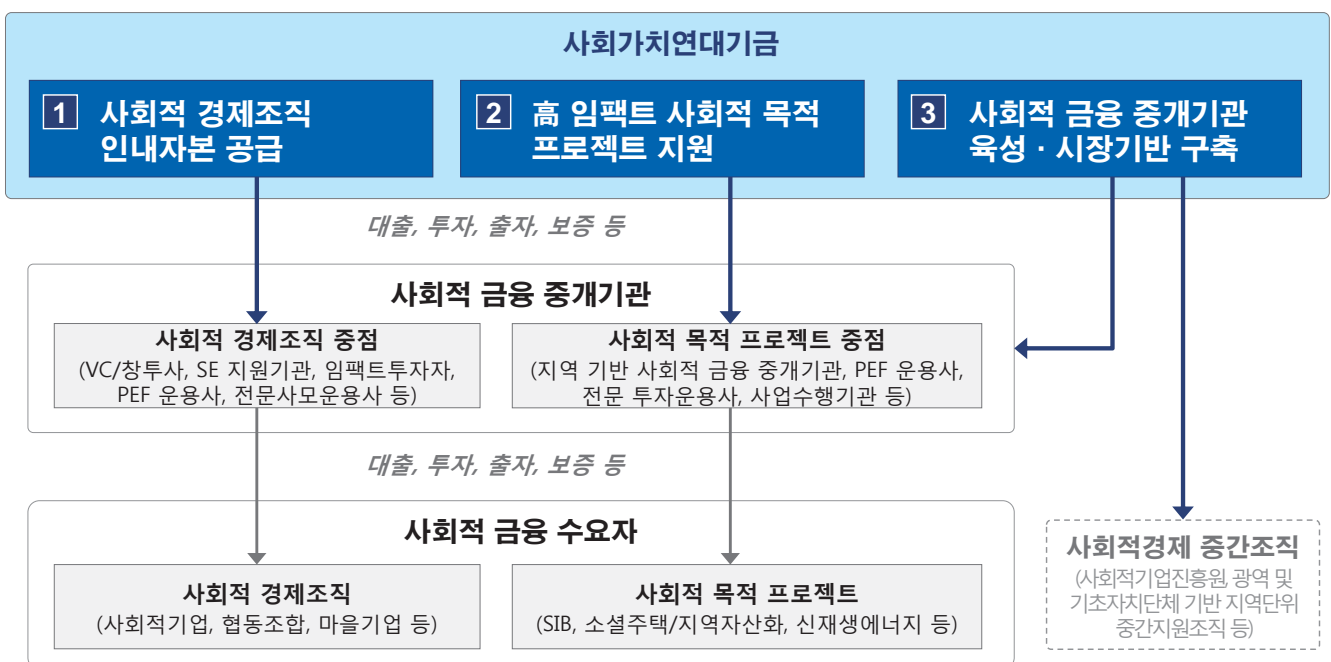 사회가치연대기금
1 사회적 경제조직
인내자본 공급
2 高 임팩트 사회적 목적
프로젝트 지원
3 사회적 금융 중개기관
육성 · 시장기반 구축
대출, 투자, 출자, 보증 등
사회적 금융 중개기관
사회적 경제조직 중점
(VC/창투사, SE 지원기관, 임팩트투자자,
PEF 운용사, 전문사모운용사 등)
사회적 목적 프로젝트 중점
(지역 기반 사회적 금융 중개기관, PEF 운용사,
전문 투자운용사, 사업수행기관 등)
대출, 투자, 출자, 보증 등
사회적 금융 수요자
사회적 경제조직
(사회적기업, 협동조합, 마을기업 등)
사회적 목적 프로젝트
(SIB, 소셜주택/지역자산화, 신재생에너지 등)
사회적경제 중간조직
(사회적기업진흥원, 광역 및
기초자치단체 기반 지역단위
중간지원조직 등)